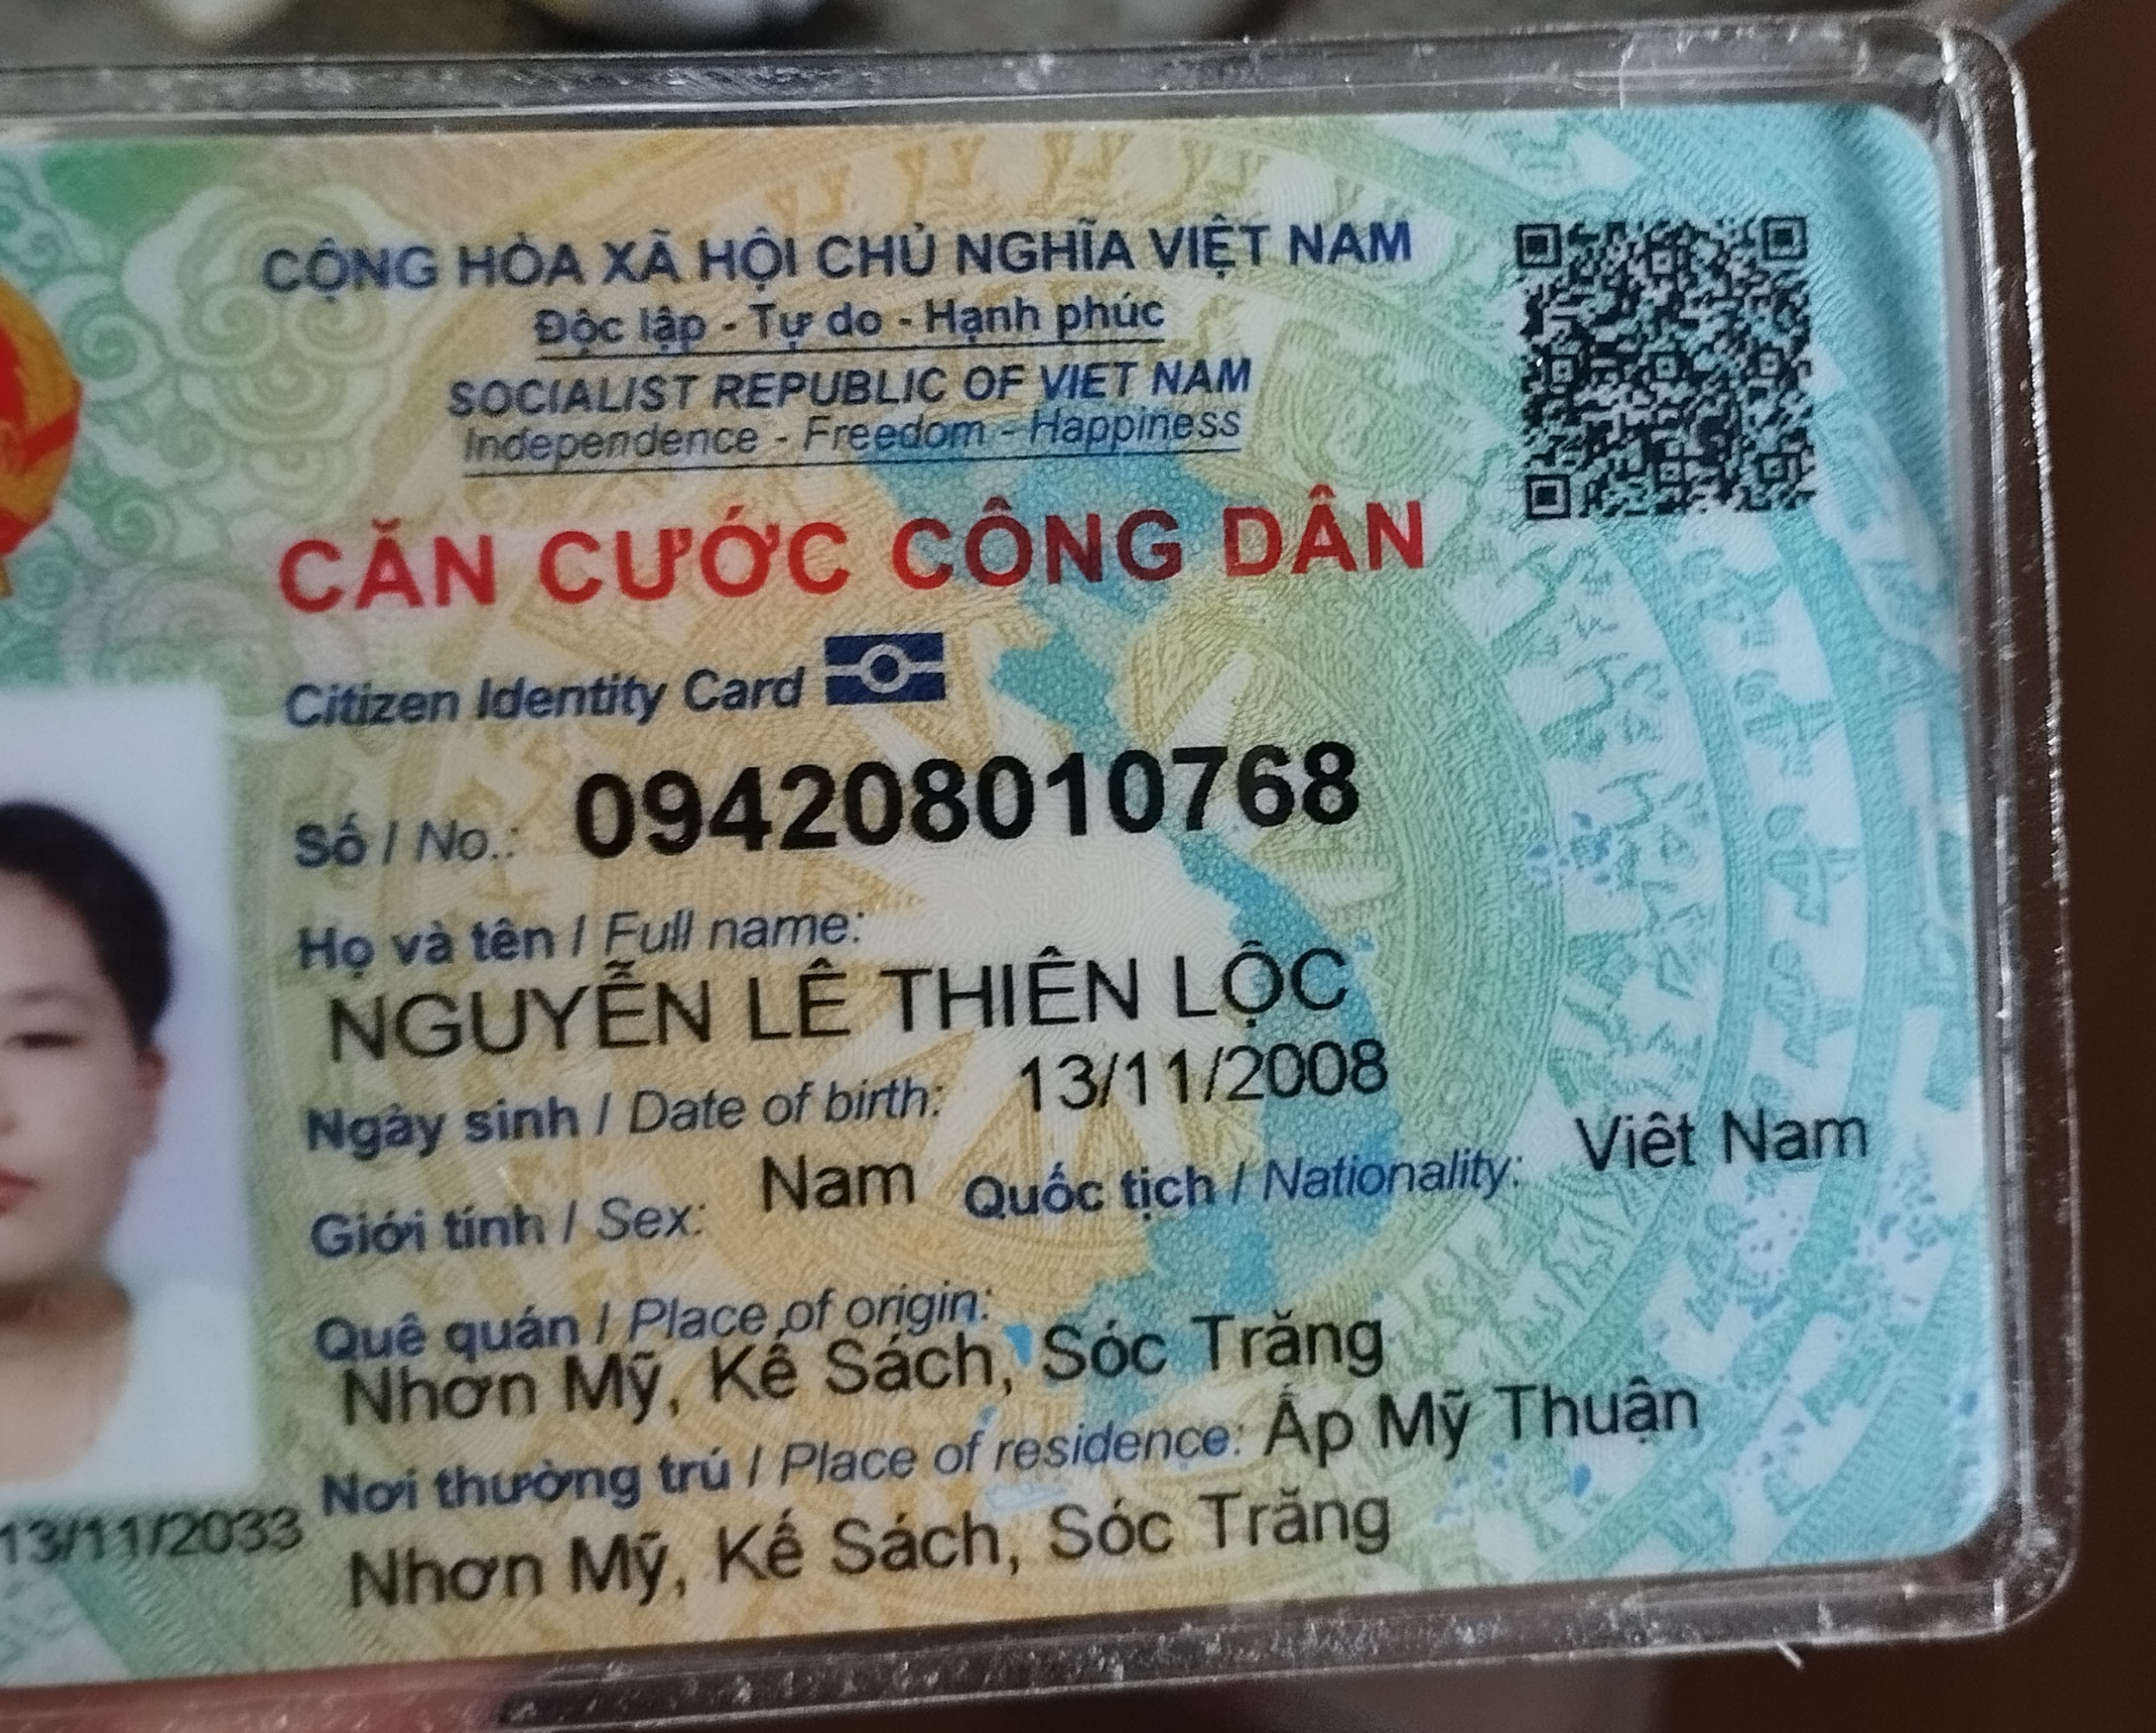 CỘNG HÒA XÃ HỘI CHỦ NGHĨA VIỆT NAM
Độc lập - Tự do - Hạnh phúc
SOCIALIST REPUBLIC OF VIET NAM
Independence - Freedom - Happiness
CĂN CƯỚC CÔNG DÂN
Citizen Identity Card
Số / No.: 094208010768
Họ và tên / Full name:
NGUYỄN LÊ THIÊN LỘC
Ngày sinh / Date of birth: 13/11/2008
Giới tính / Sex: Nam Quốc tịch / Nationality: Việt Nam
Quê quán / Place of origin:
Nhơn Mỹ, Kế Sách, Sóc Trăng
Nơi thường trú / Place of residence: Ấp Mỹ Thuận
Nhơn Mỹ, Kế Sách, Sóc Trăng
13/11/2033